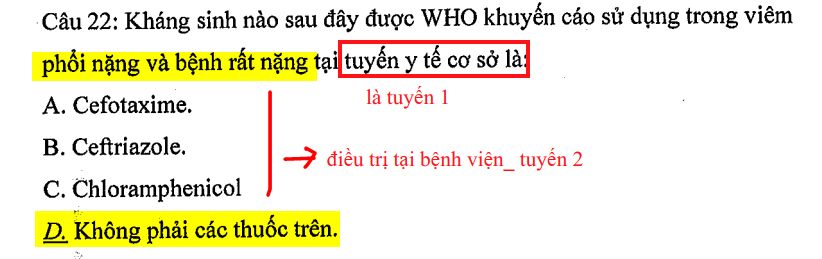 Câu 22: Kháng sinh nào sau đây được WHO khuyến cáo sử dụng trong viêm
phổi nặng và bệnh rất nặng tại tuyến y tế cơ sở là:
A. Cefotaxime.
là tuyến 1
B. Ceftriazole.
điều trị tại bệnh viện_ tuyến 2
C. Chloramphenicol
D. Không phải các thuốc trên.